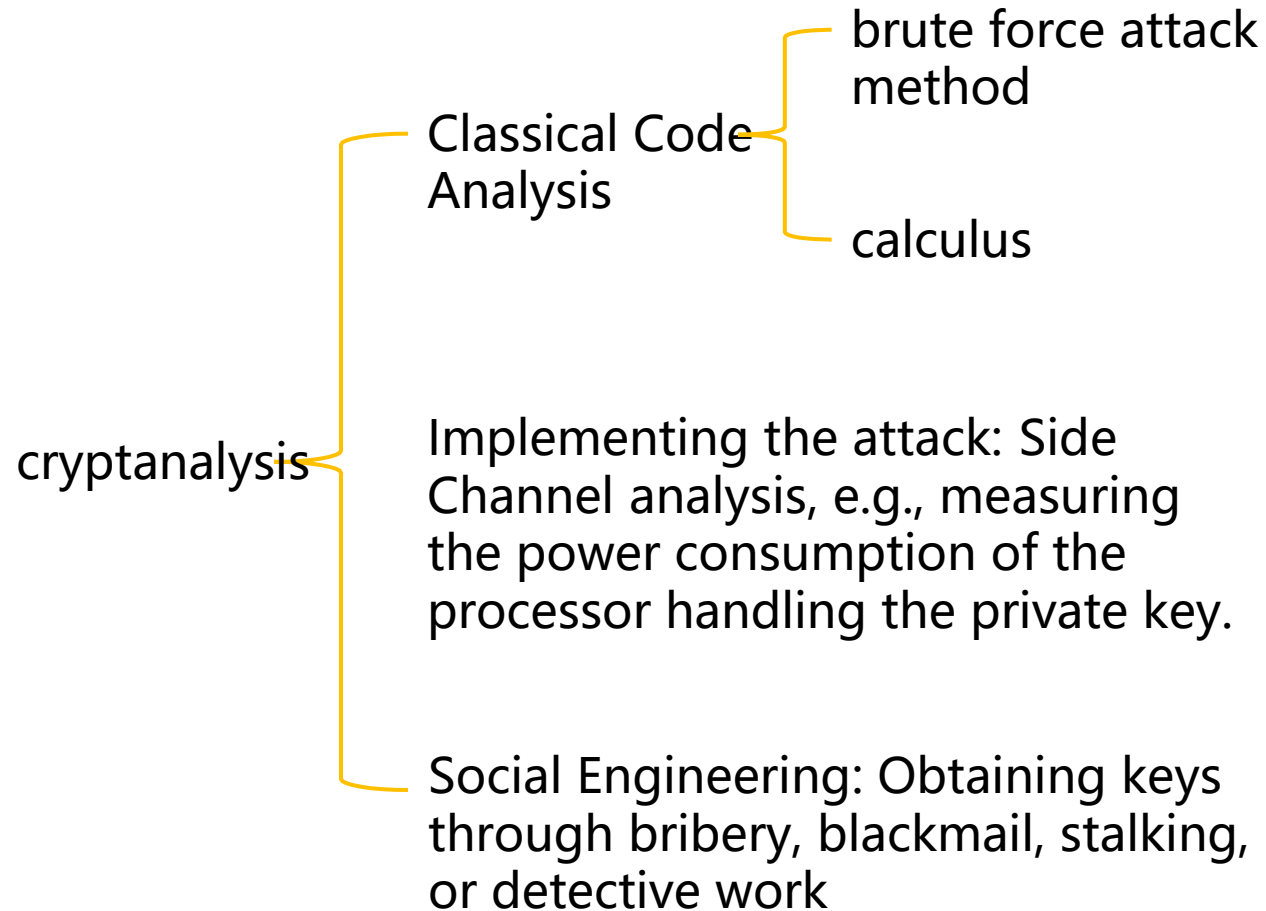 brute force attack
method
Classical Code
Analysis
calculus
cryptanalysis
Implementing the attack: Side
Channel analysis, e.g., measuring
the power consumption of the
processor handling the private key.
Social Engineering: Obtaining keys
through bribery, blackmail, stalking,
or detective work